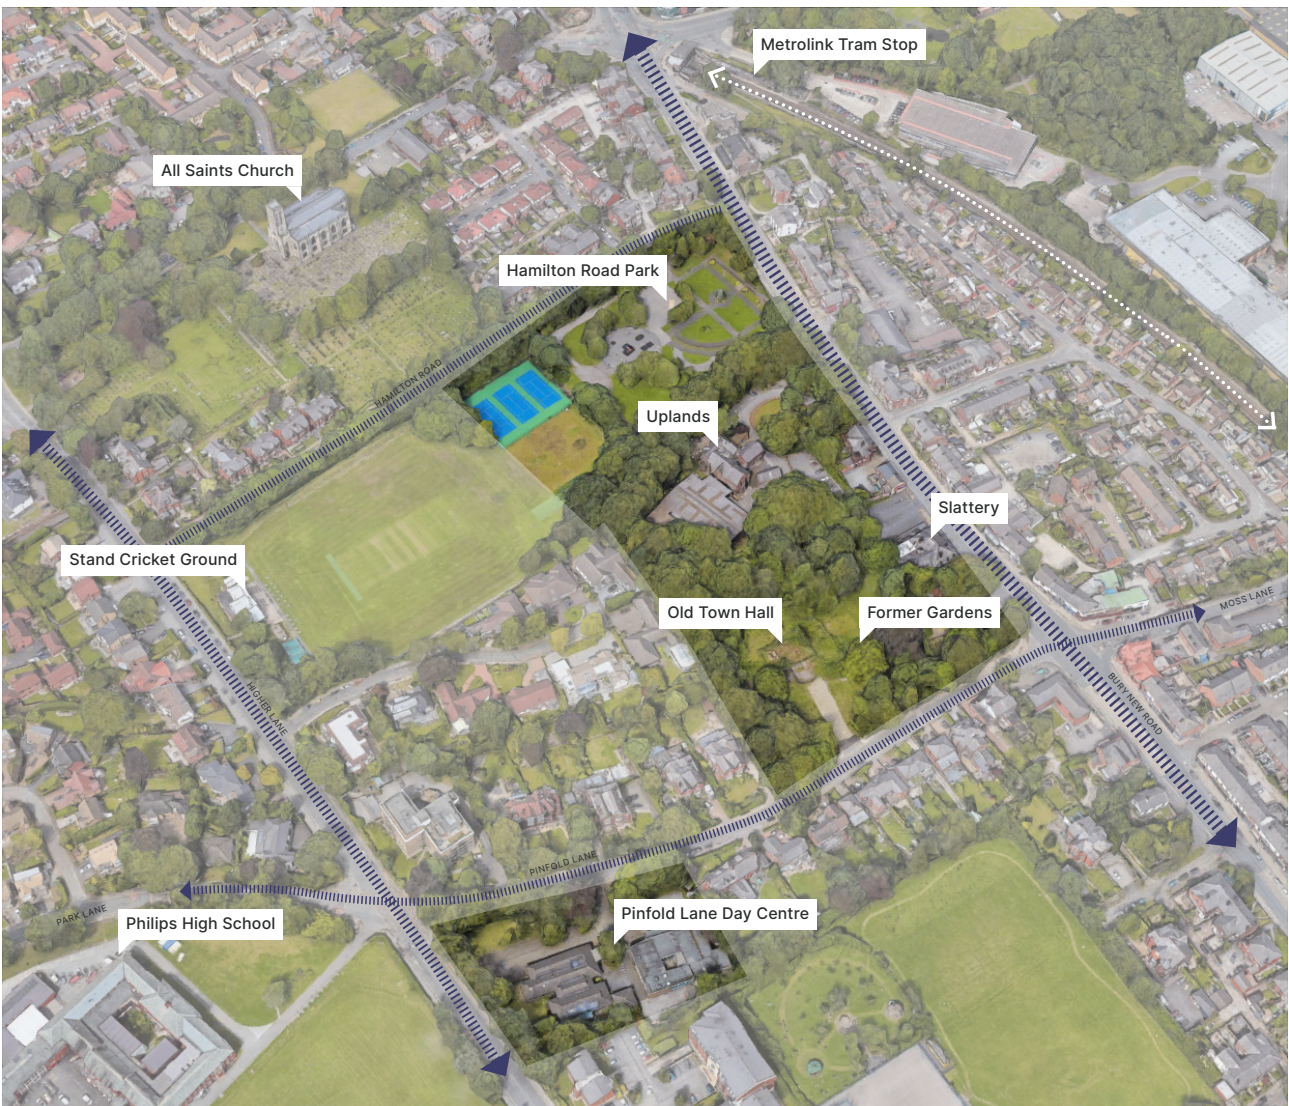 Metrolink Tram Stop
All Saints Church
Hamilton Road Park
HAMILTON ROAD
Uplands
Slattery
Stand Cricket Ground
Old Town Hall
Former Gardens
MOSS LANE
HIGHER LANE
BURY NEW ROAD
PINFOLD LANE
PARK LANE
Philips High School
Pinfold Lane Day Centre